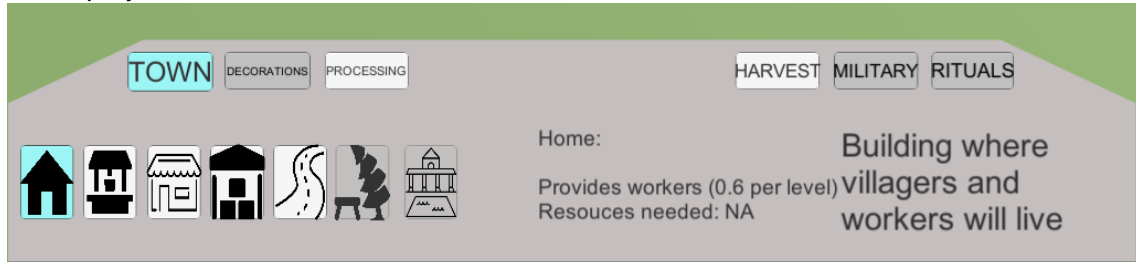 TOWN DECORATIONS PROCESSING HARVEST MILITARY RITUALS
Home:
Provides workers (0.6 per level)
Resouces needed: NA
Building where
villagers and
workers will live